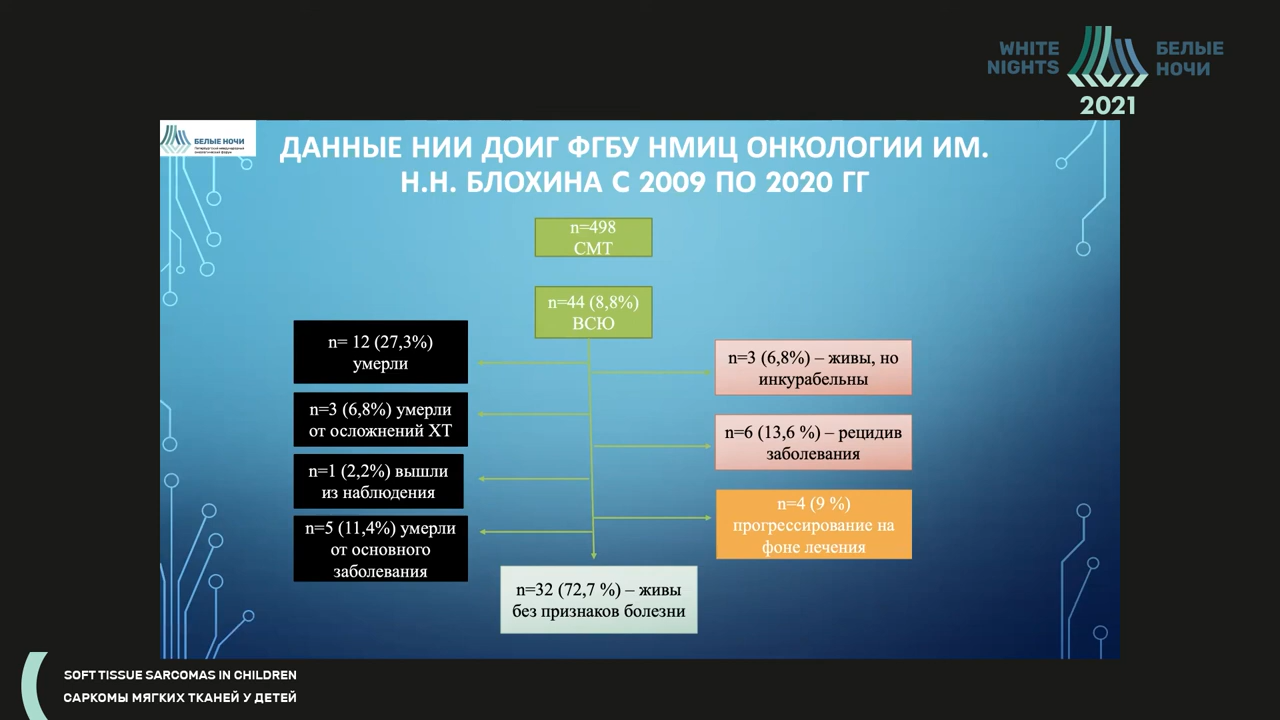 WHITE
NIGHTS
БЕЛЫЕ
НОЧИ
2021
БЕЛЫЕ НОЧИ
ДАННЫЕ НИИ ДОИГ ФГБУ НМИЦ ОНКОЛОГИИ ИМ.
Н.Н. БЛОХИНА С 2009 ПО 2020 ГГ
n=498
СМТ
n=44 (8,8%)
ВСЮ
n= 12 (27,3%)
умерли
n=3 (6,8%) умерли
от осложнений ХТ
n=1 (2,2%) вышли
из наблюдения
n=5 (11,4%) умерли
от основного
заболевания
n=3 (6,8%) – живы, но
инкурабельны
n=6 (13,6 %) – рецидив
заболевания
n=4 (9 %)
прогрессирование на
фоне лечения
n=32 (72,7 %) – живы
без признаков болезни
SOFT TISSUE SARCOMAS IN CHILDREN
САРКОМЫ МЯГКИХ ТКАНЕЙ У ДЕТЕЙ